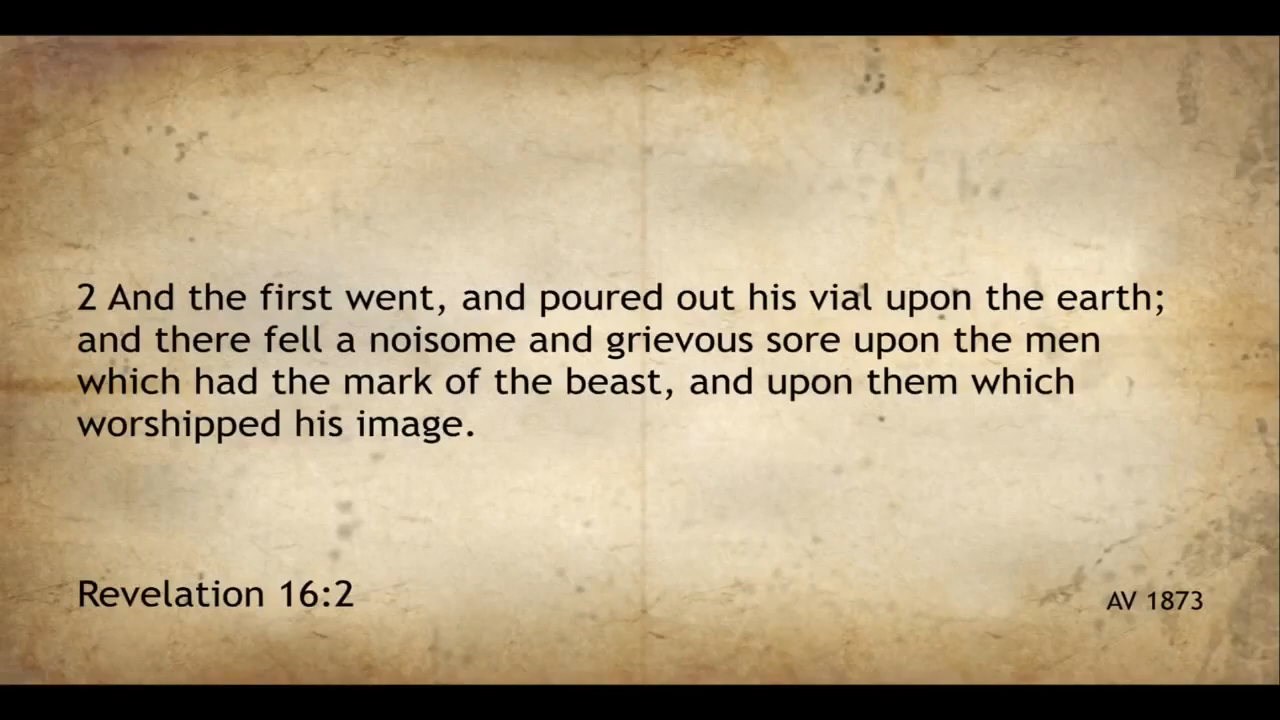 2 And the first went, and poured out his vial upon the earth;
and there fell a noisome and grievous sore upon the men
which had the mark of the beast, and upon them which
worshipped his image.
Revelation 16:2
AV 1873